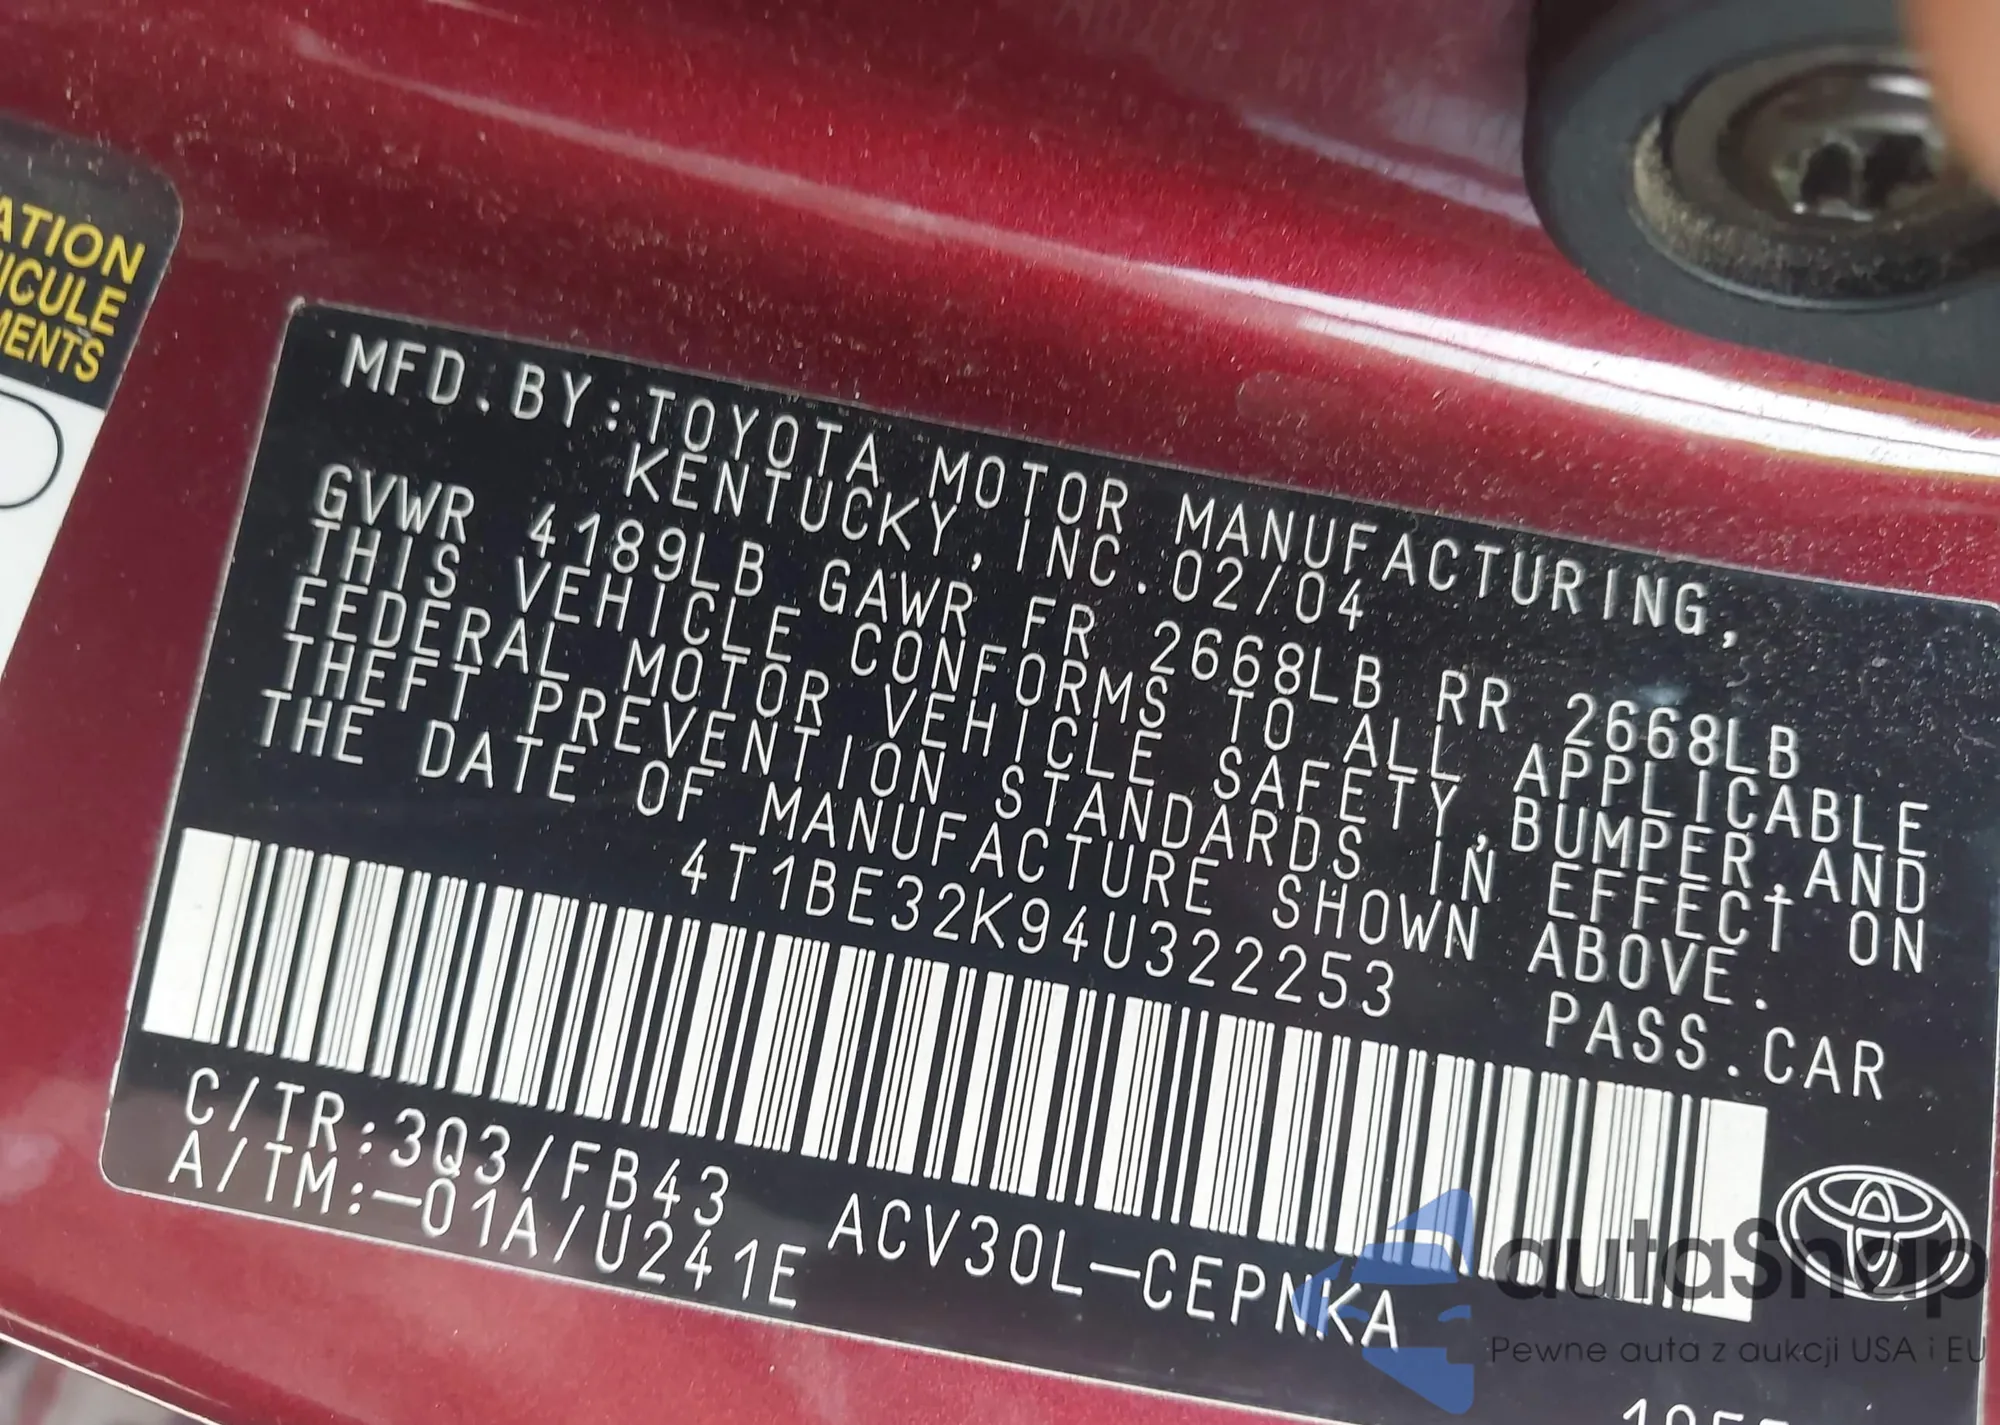 ATION
ICULE
MENTS
MFD.BY:TOYOTA MOTOR MANUFACTURING,
KENTUCKY, INC.02/04
GVWR 4189LB GAWR FR 2668LB RR 2668LB
THIS VEHICLE CONFORMS TO ALL APPLICABLE
FEDERAL MOTOR VEHICLE SAFETY,BUMPER,AND
THEFT PREVENTION STANDARDS IN EFFECT ON
THE DATE OF MANUFACTURE SHOWN ABOVE.
4T1BE32K94U322253 PASS.CAR
C/TR:3Q3/FB43 ACV30L-CEPNKA
A/TM:-01A/U241E
autaSnap
Pewne auta z aukcji USA i EU